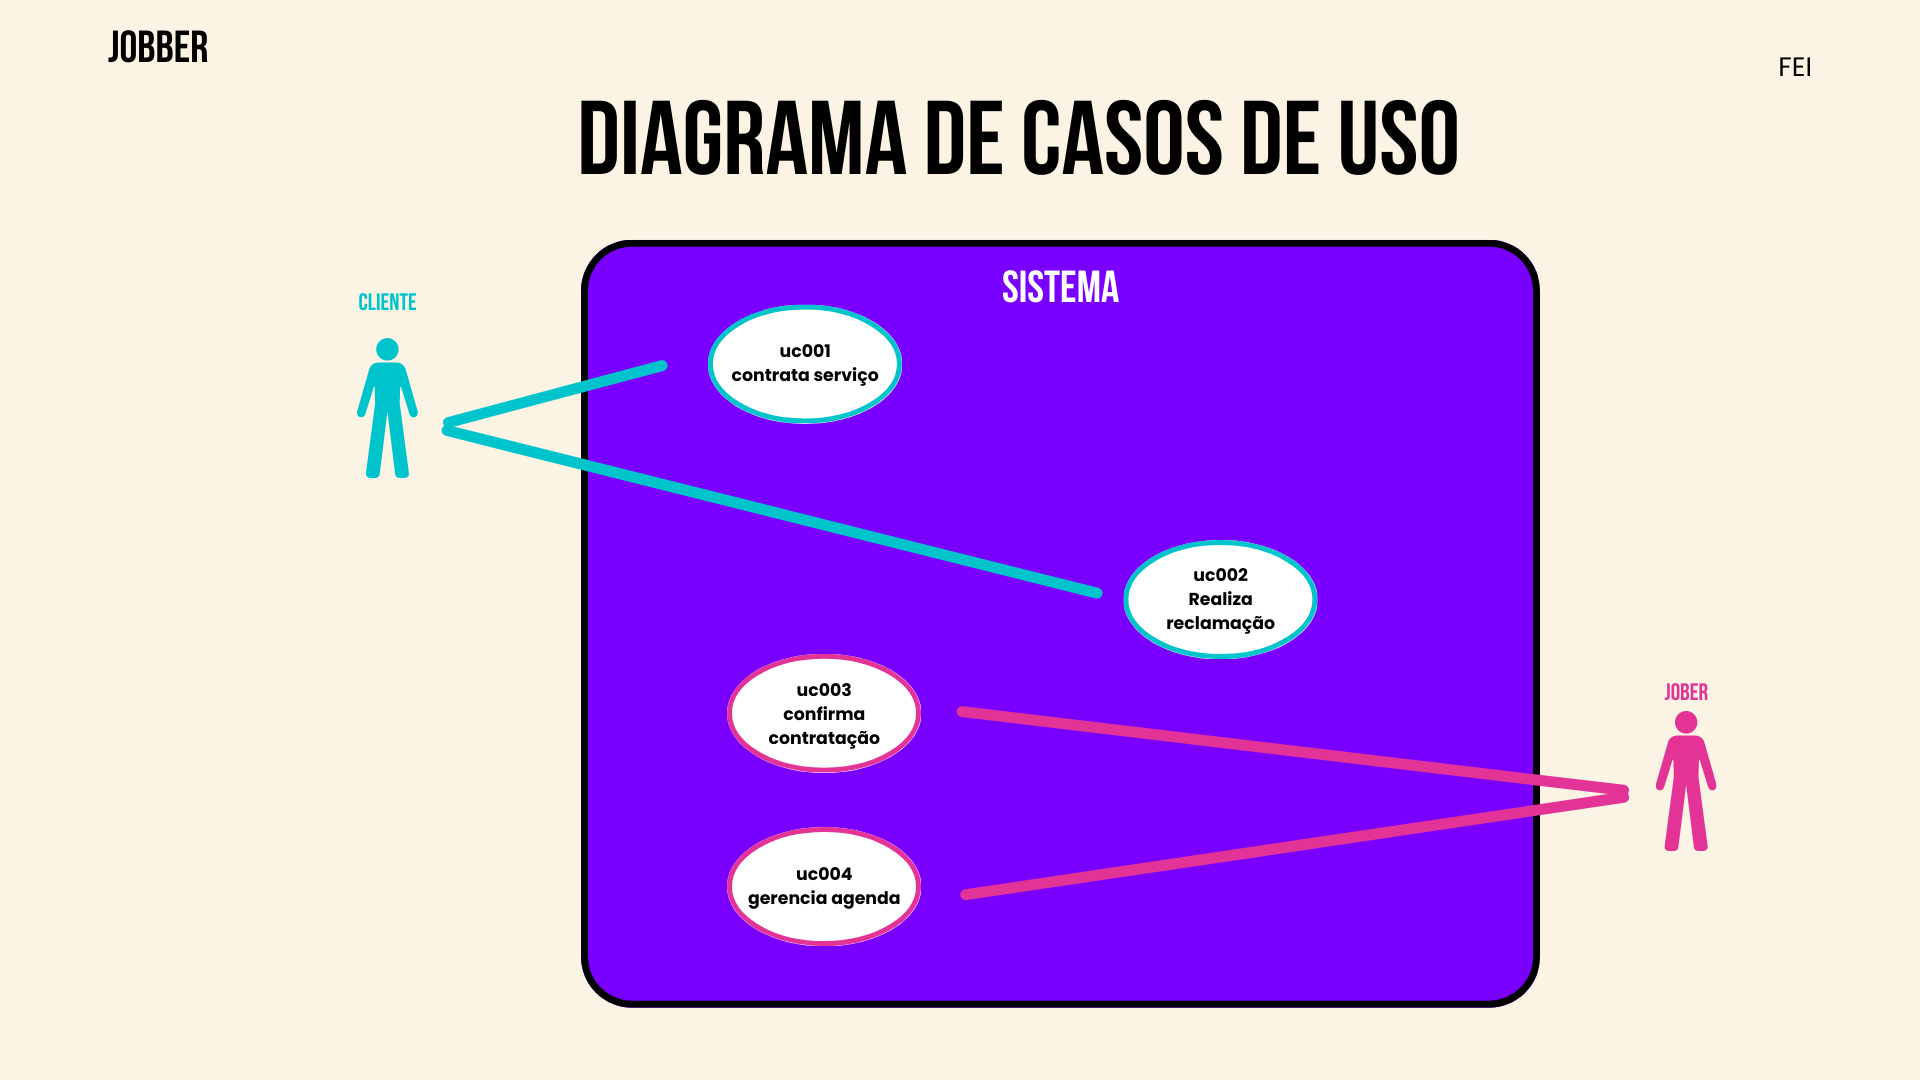 JOBBER
FEI
DIAGRAMA DE CASOS DE USO
SISTEMA
CLIENTE
uc001
contrata serviço
uc002
Realiza
reclamação
uc003
confirma
contratação
JOBER
uc004
gerencia agenda